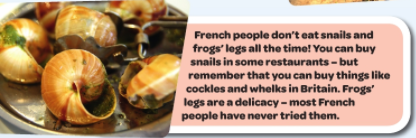 French people don't eat snails and
frogs' legs all the time! You can buy
snails in some restaurants – but
remember that you can buy things like
cockles and whelks in Britain. Frogs'
legs are a delicacy – most French
people have never tried them.